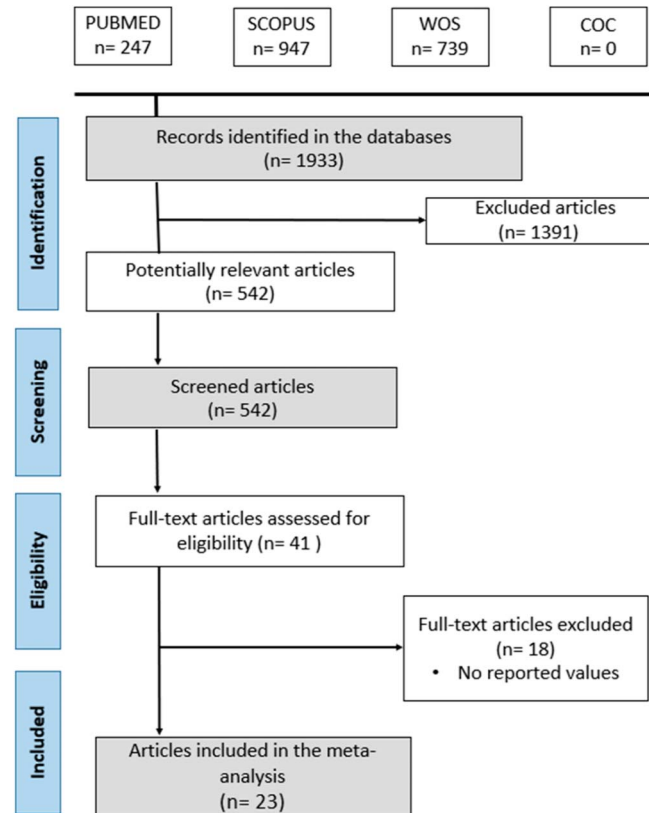 PUBMED
n= 247
SCOPUS
n= 947
WOS
n= 739
COC
n= 0
Identification
Records identified in the databases
(n= 1933)
Excluded articles
(n= 1391)
Potentially relevant articles
(n= 542)
Screening
Screened articles
(n= 542)
Eligibility
Full-text articles assessed for
eligibility (n= 41 )
Full-text articles excluded
(n= 18)
• No reported values
Included
Articles included in the meta-
analysis
(n= 23)